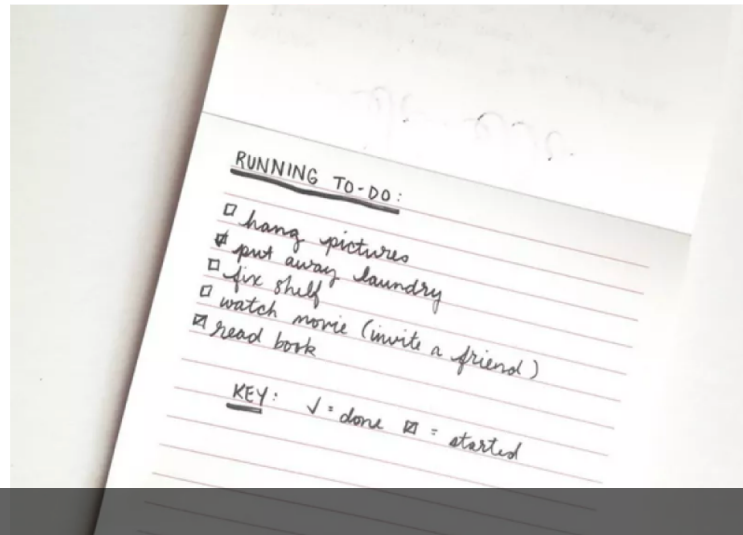 RUNNING TO-DO:
☐ hang pictures
☑ put away laundry
☐ fix shelf
☐ watch movie (invite a friend)
☑ read book
KEY: ✓ = done ☑ = started